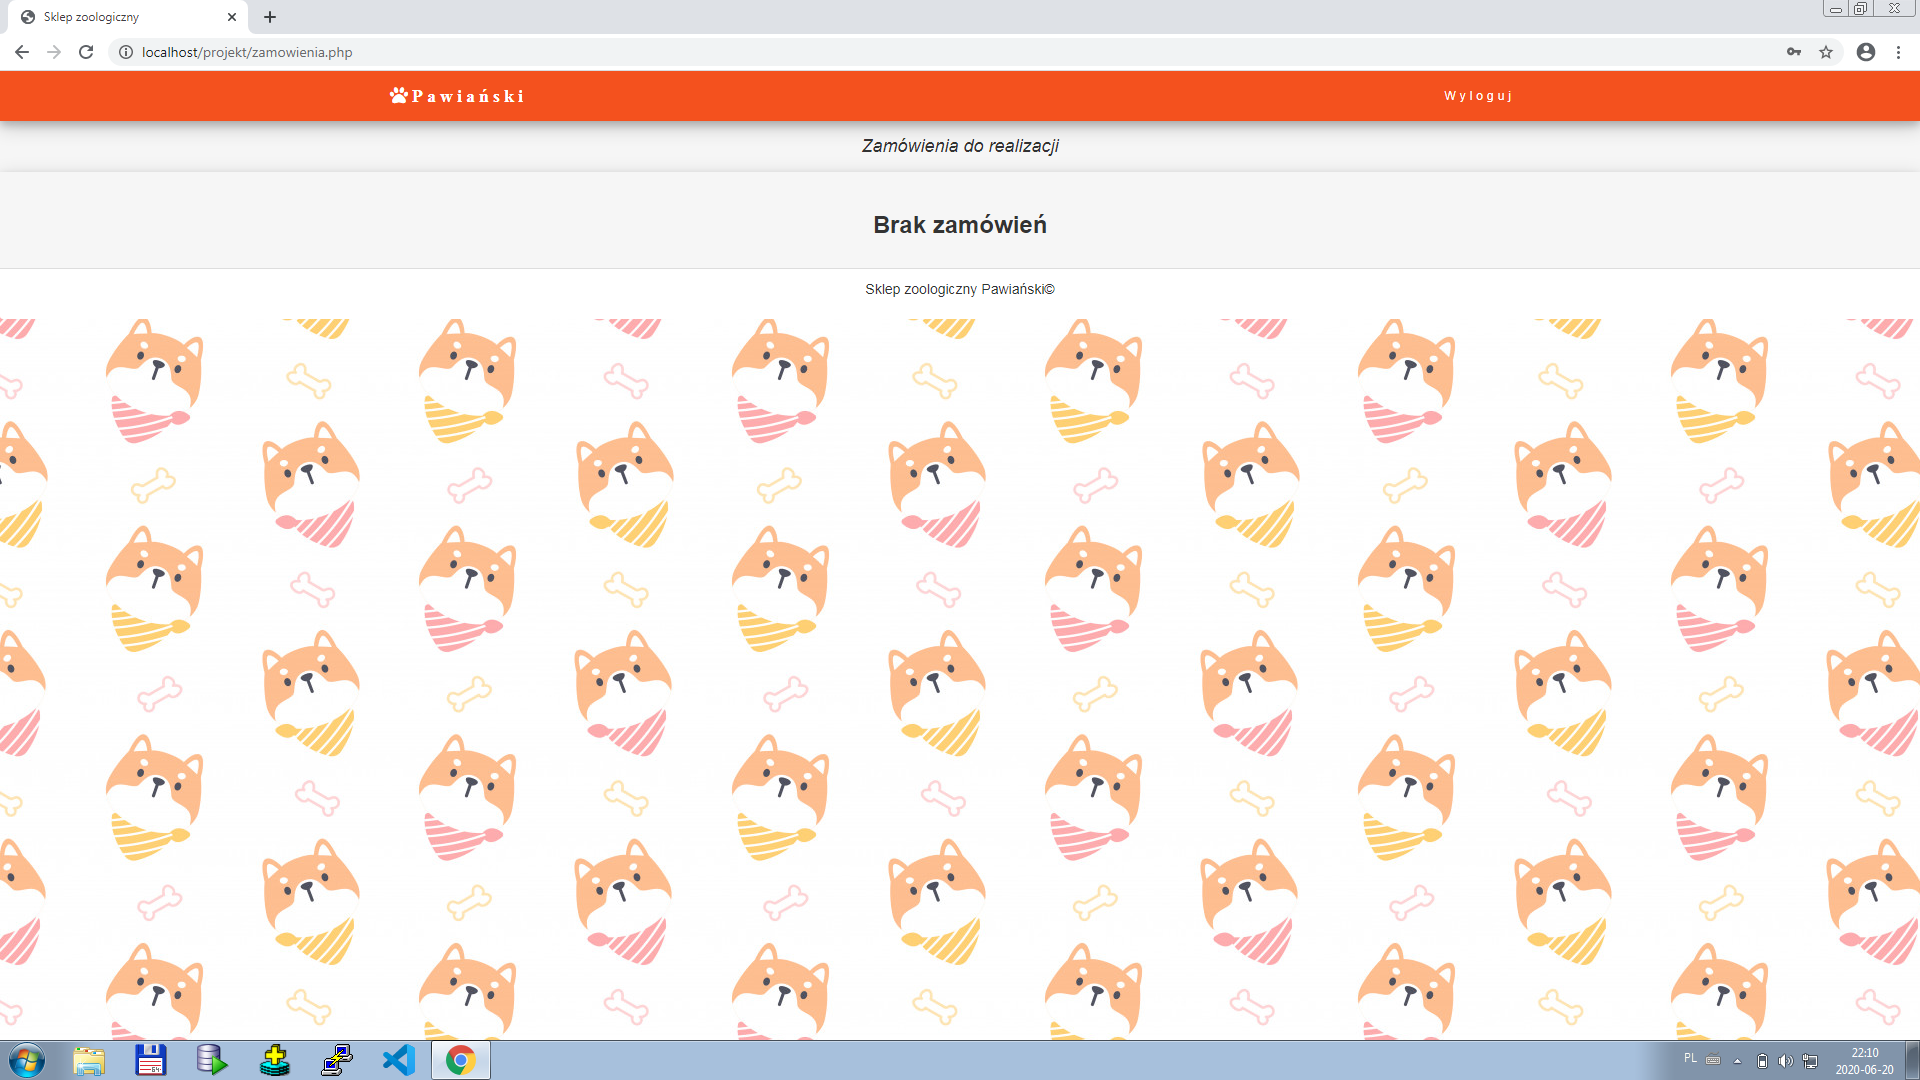 Sklep zoologiczny
localhost/projekt/zamowienia.php
Pawiański
Wyloguj
Zamówienia do realizacji
Brak zamówień
Sklep zoologiczny Pawiański©
64
PL
22:10
2020-06-20